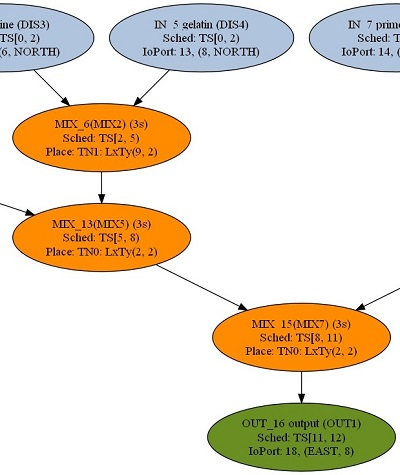 ine (DIS3)
TS[0, 2)
(6, NORTH)
IN_5 gelatin (DIS4)
Sched: TS[0, 2)
IoPort: 13, (8, NORTH)
IN_7 prime
Sched: T
IoPort: 14, (
MIX_6(MIX2) (3s)
Sched: TS[2, 5)
Place: TN1: LxTy(9, 2)
MIX_13(MIX5) (3s)
Sched: TS[5, 8)
Place: TN0: LxTy(2, 2)
MIX_15(MIX7) (3s)
Sched: TS[8, 11)
Place: TN0: LxTy(2, 2)
OUT_16 output (OUT1)
Sched: TS[11, 12)
IoPort: 18, (EAST, 8)